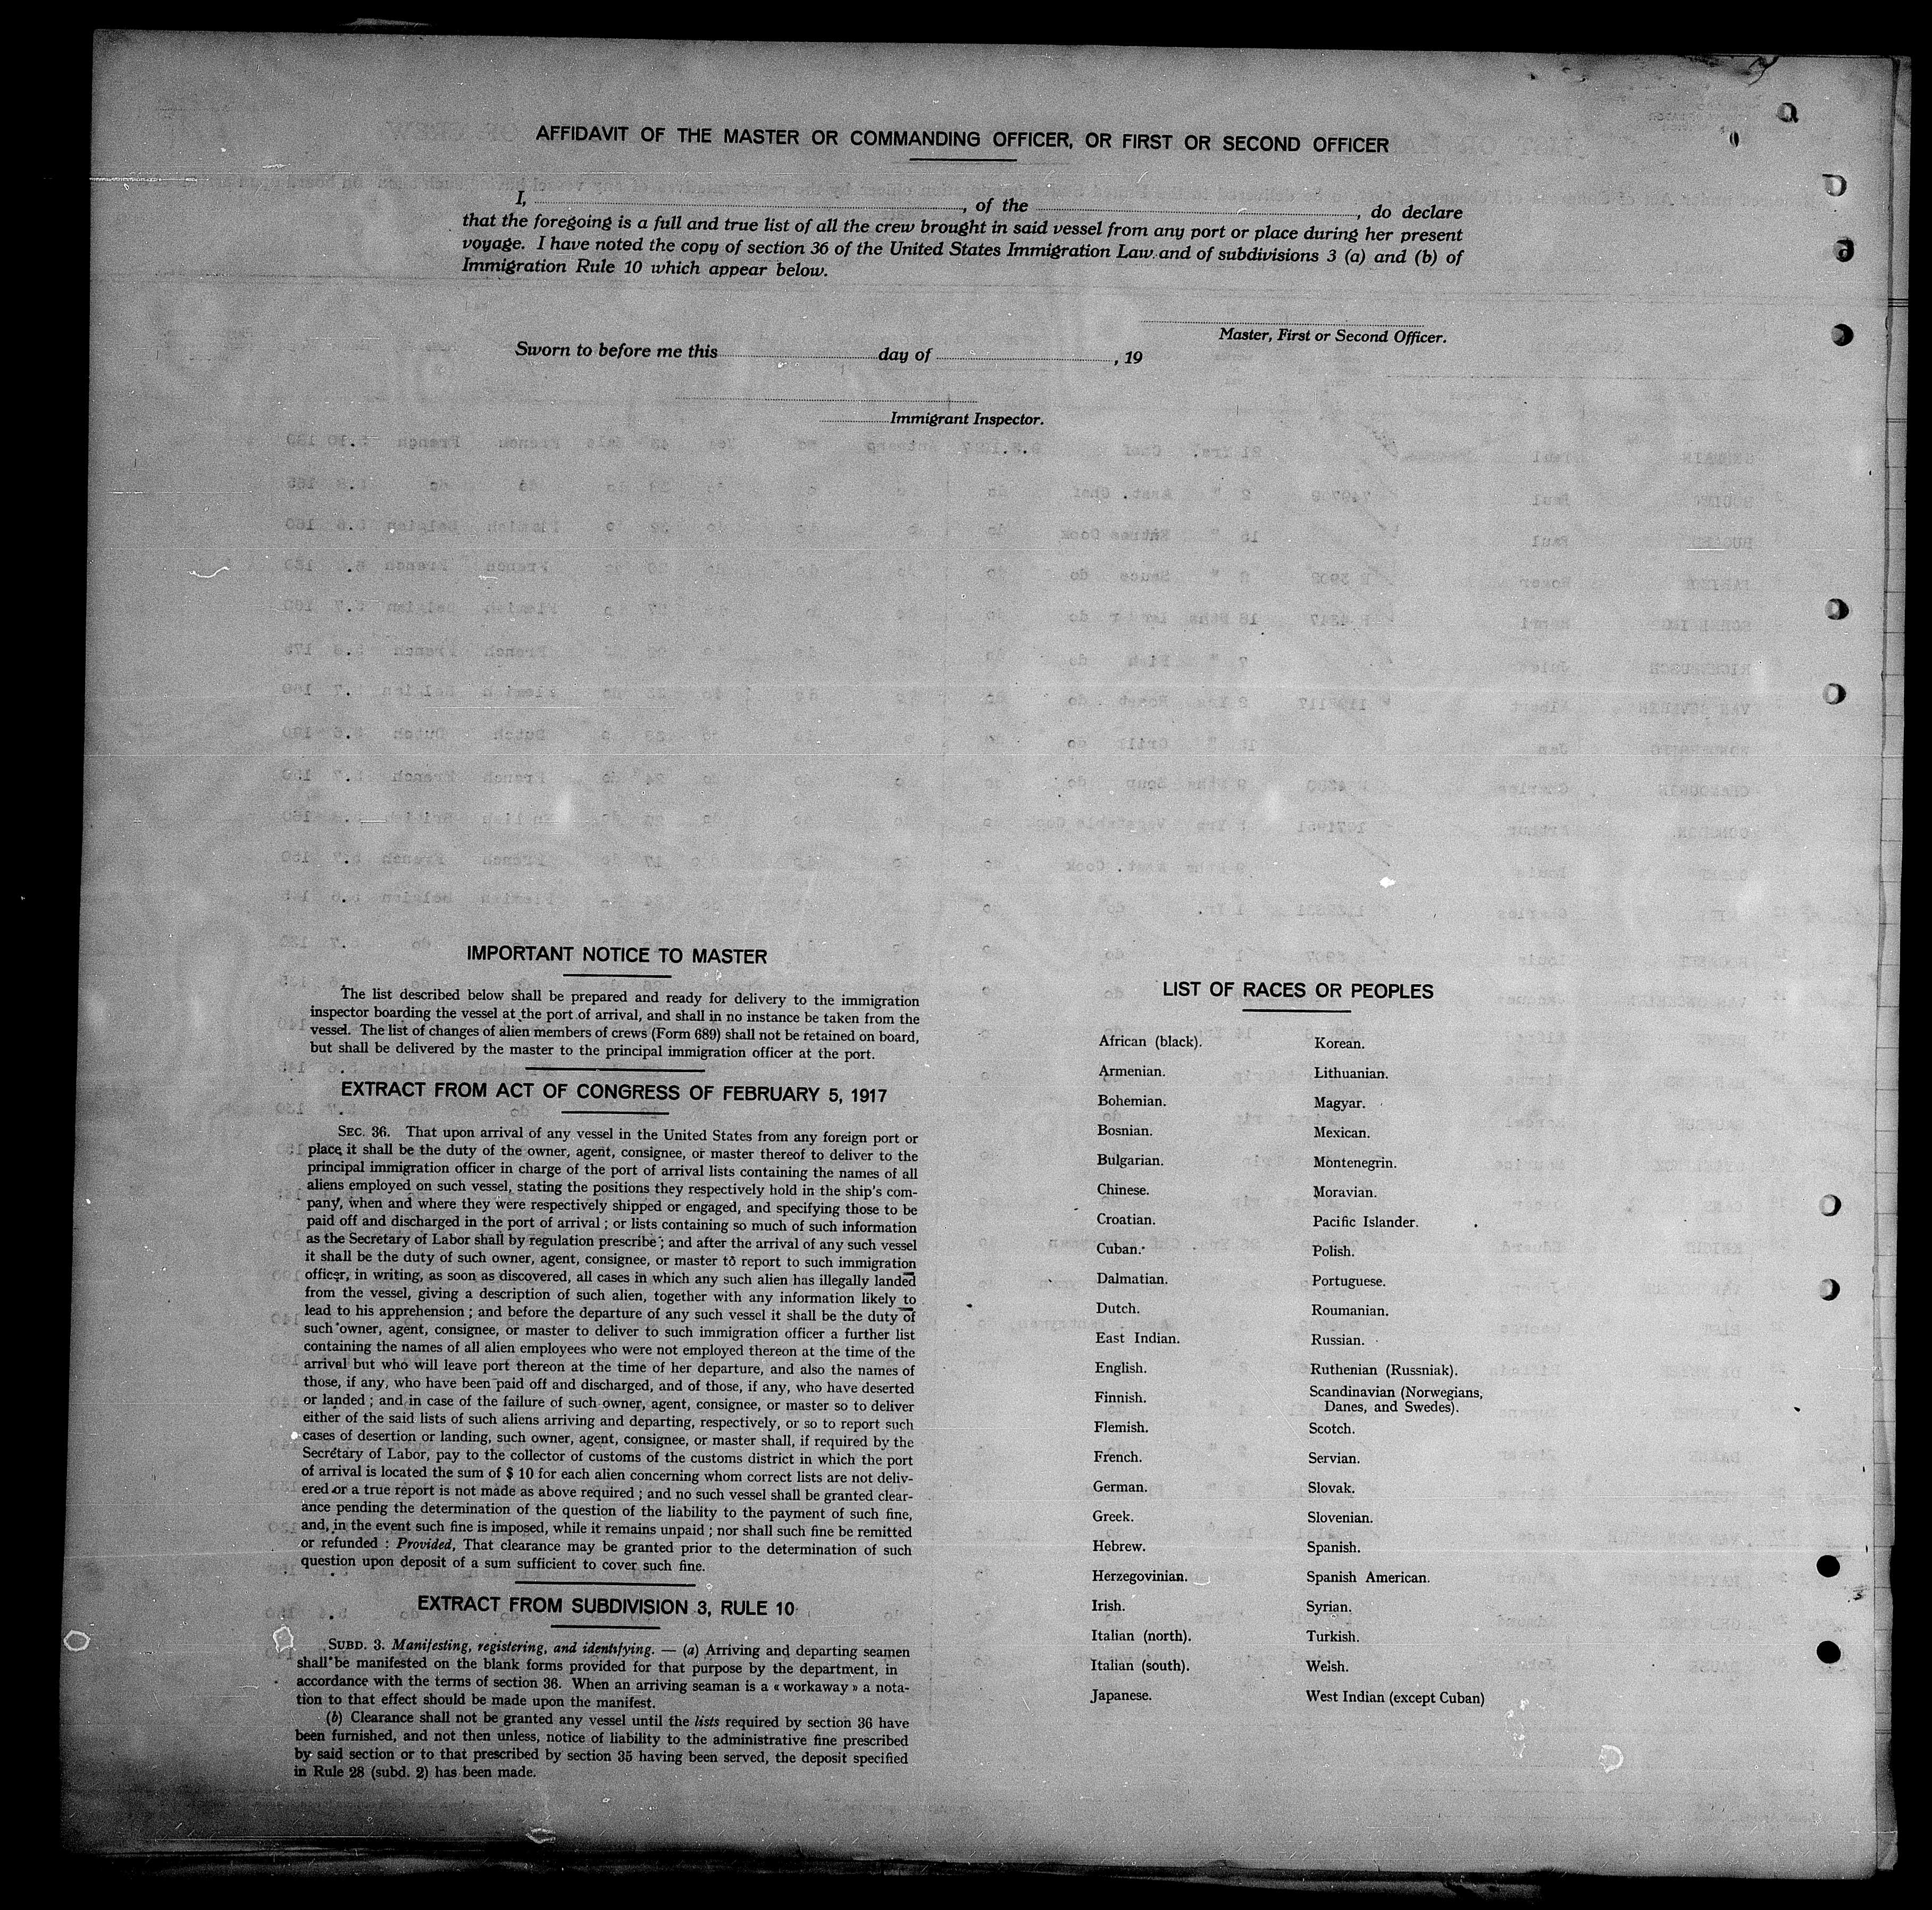 AFFIDAVIT OF THE MASTER OR COMMANDING OFFICER, OR FIRST OR SECOND OFFICER
I, , of the , do declare
that the foregoing is a full and true list of all the crew brought in said vessel from any port or place during her present
voyage. I have noted the copy of section 36 of the United States Immigration Law and of subdivisions 3 (a) and (b) of
Immigration Rule 10 which appear below.
Master, First or Second Officer.
Sworn to before me this day of , 19
Immigrant Inspector.
IMPORTANT NOTICE TO MASTER
The list described below shall be prepared and ready for delivery to the immigration
inspector boarding the vessel at the port of arrival, and shall in no instance be taken from the
vessel. The list of changes of alien members of crews (Form 689) shall not be retained on board,
but shall be delivered by the master to the principal immigration officer at the port.
EXTRACT FROM ACT OF CONGRESS OF FEBRUARY 5, 1917
SEC. 36. That upon arrival of any vessel in the United States from any foreign port or
place it shall be the duty of the owner, agent, consignee, or master thereof to deliver to the
principal immigration officer in charge of the port of arrival lists containing the names of all
aliens employed on such vessel, stating the positions they respectively hold in the ship's com-
pany, when and where they were respectively shipped or engaged, and specifying those to be
paid off and discharged in the port of arrival ; or lists containing so much of such information
as the Secretary of Labor shall by regulation prescribe ; and after the arrival of any such vessel
it shall be the duty of such owner, agent, consignee, or master to report to such immigration
officer, in writing, as soon as discovered, all cases in which any such alien has illegally landed
from the vessel, giving a description of such alien, together with any information likely to
lead to his apprehension ; and before the departure of any such vessel it shall be the duty of
such owner, agent, consignee, or master to deliver to such immigration officer a further list
containing the names of all alien employees who were not employed thereon at the time of the
arrival but who will leave port thereon at the time of her departure, and also the names of
those, if any, who have been paid off and discharged, and of those, if any, who have deserted
or landed ; and in case of the failure of such owner, agent, consignee, or master so to deliver
either of the said lists of such aliens arriving and departing, respectively, or so to report such
cases of desertion or landing, such owner, agent, consignee, or master shall, if required by the
Secretary of Labor, pay to the collector of customs of the customs district in which the port
of arrival is located the sum of $ 10 for each alien concerning whom correct lists are not deliv-
ered or a true report is not made as above required ; and no such vessel shall be granted clear-
ance pending the determination of the question of the liability to the payment of such fine,
and, in the event such fine is imposed, while it remains unpaid ; nor shall such fine be remitted
or refunded : Provided, That clearance may be granted prior to the determination of such
question upon deposit of a sum sufficient to cover such fine.
EXTRACT FROM SUBDIVISION 3, RULE 10
SUBD. 3. Manifesting, registering, and identifying. — (a) Arriving and departing seamen
shall be manifested on the blank forms provided for that purpose by the department, in
accordance with the terms of section 36. When an arriving seaman is a « workaway » a nota-
tion to that effect should be made upon the manifest.
(b) Clearance shall not be granted any vessel until the lists required by section 36 have
been furnished, and not then unless, notice of liability to the administrative fine prescribed
by said section or to that prescribed by section 35 having been served, the deposit specified
in Rule 28 (subd. 2) has been made.
LIST OF RACES OR PEOPLES
African (black).
Armenian.
Bohemian.
Bosnian.
Bulgarian.
Chinese.
Croatian.
Cuban.
Dalmatian.
Dutch.
East Indian.
English.
Finnish.
Flemish.
French.
German.
Greek.
Hebrew.
Herzegovinian.
Irish.
Italian (north).
Italian (south).
Japanese.
Korean.
Lithuanian.
Magyar.
Mexican.
Montenegrin.
Moravian.
Pacific Islander.
Polish.
Portuguese.
Roumanian.
Russian.
Ruthenian (Russniak).
Scandinavian (Norwegians,
Danes, and Swedes).
Scotch.
Servian.
Slovak.
Slovenian.
Spanish.
Spanish American.
Syrian.
Turkish.
Welsh.
West Indian (except Cuban)